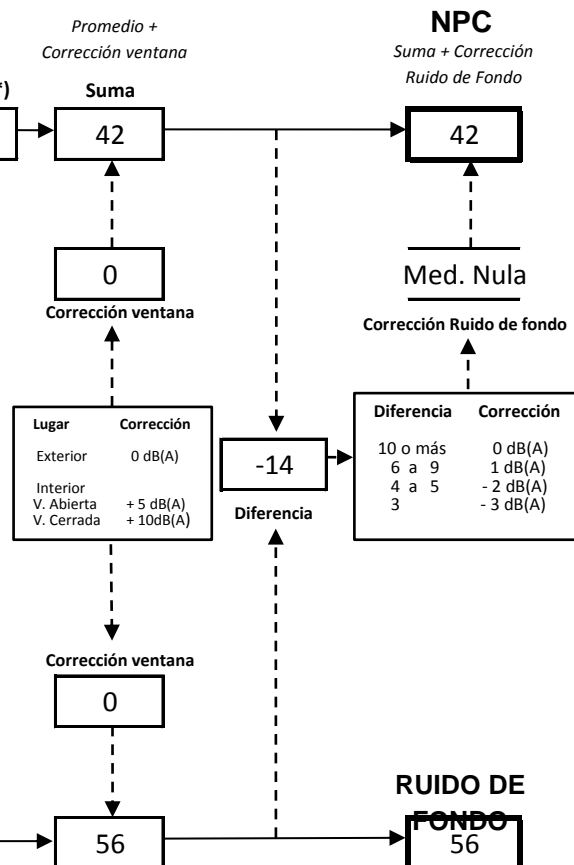 Promedio +
Corrección ventana
NPC
Suma + Corrección
Ruido de Fondo
*)
Suma
42
42
0
Corrección ventana
Med. Nula
Corrección Ruido de fondo
Lugar Corrección
Exterior 0 dB(A)
Interior
V. Abierta + 5 dB(A)
V. Cerrada + 10dB(A)
-14
Diferencia
Diferencia Corrección
10 o más 0 dB(A)
6 a 9 1 dB(A)
4 a 5 - 2 dB(A)
3 - 3 dB(A)
Corrección ventana
0
RUIDO DE
FONDO
56
56